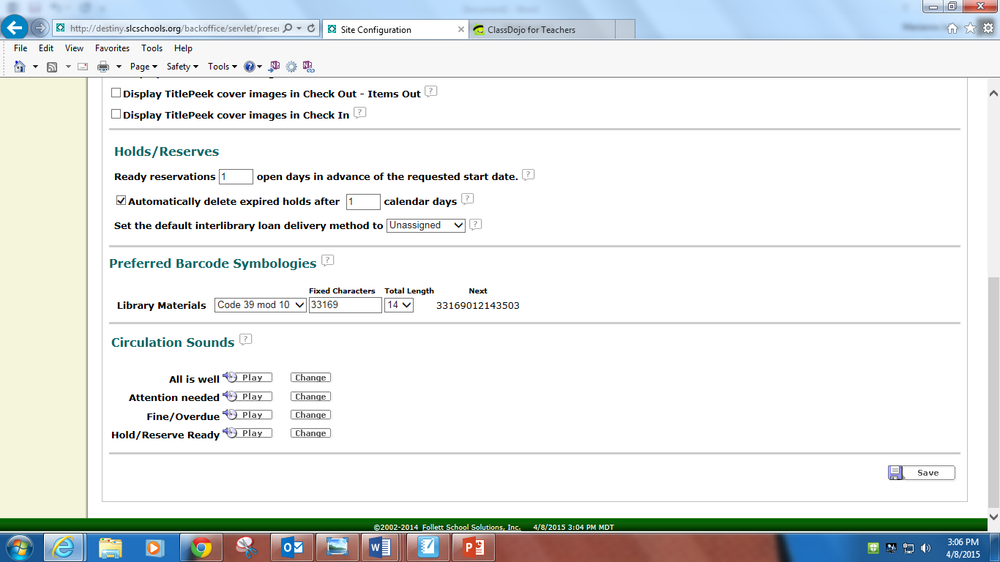 http://destiny.slcschools.org/backoffice/servlet/prese
Site Configuration
ClassDojo for Teachers
File Edit View Favorites Tools Help
Page Safety Tools
Display TitlePeek cover images in Check Out - Items Out ?
Display TitlePeek cover images in Check In ?
Holds/Reserves
Ready reservations 1 open days in advance of the requested start date. ?
Automatically delete expired holds after 1 calendar days ?
Set the default interlibrary loan delivery method to Unassigned ?
Preferred Barcode Symbologies ?
Fixed Characters Total Length Next
Library Materials Code 39 mod 10 33169 14 33169012143503
Circulation Sounds ?
All is well Play Change
Attention needed Play Change
Fine/Overdue Play Change
Hold/Reserve Ready Play Change
Save
©2002-2014 Follett School Solutions, Inc. 4/8/2015 3:04 PM MDT
3:06 PM
4/8/2015